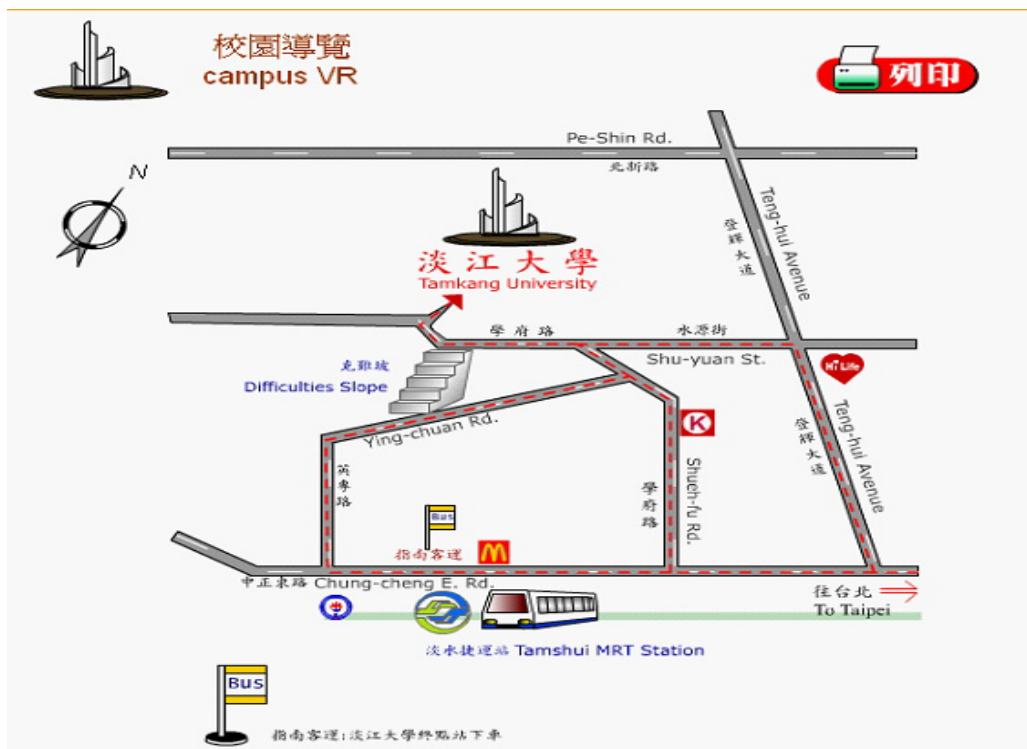 校園導覽
campus VR
列印
N
Pe-Shin Rd.
北新路
Teng-hui Avenue
登輝大道
淡江大學
Tamkang University
學府路
水源街
Shu-yuan St.
克難坡
Difficulties Slope
Hi Life
Ying-chuan Rd.
K
Teng-hui Avenue
登輝大道
英專路
學府路
Shueh-fu Rd.
Bus
指南客運
M
中正東路 Chung-cheng E. Rd.
往台北
To Taipei
淡水捷運站 Tamshui MRT Station
Bus
指南客運:淡江大學終點站下車